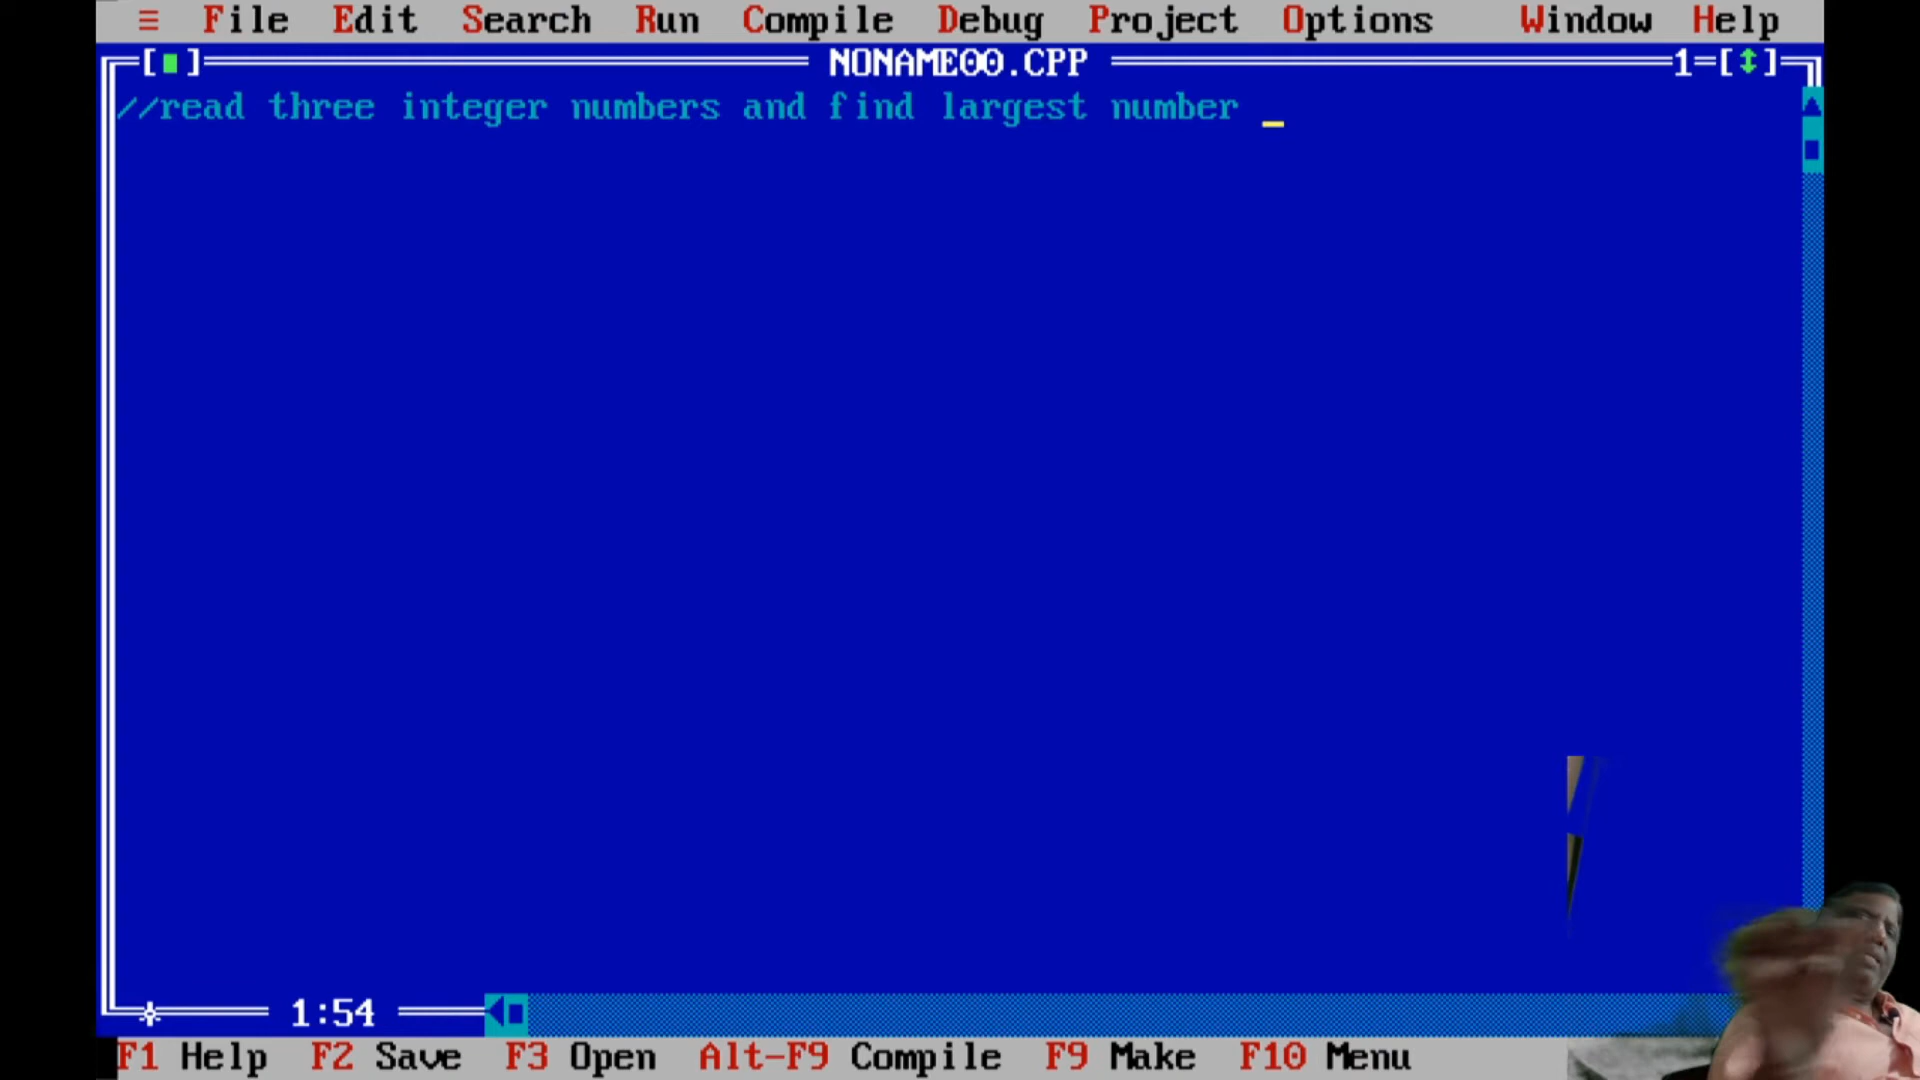 ≡ File Edit Search Run Compile Debug Project Options Window Help
[■] NONAME00.CPP 1=[↕]
//read three integer numbers and find largest number _
1:54
F1 Help F2 Save F3 Open Alt-F9 Compile F9 Make F10 Menu